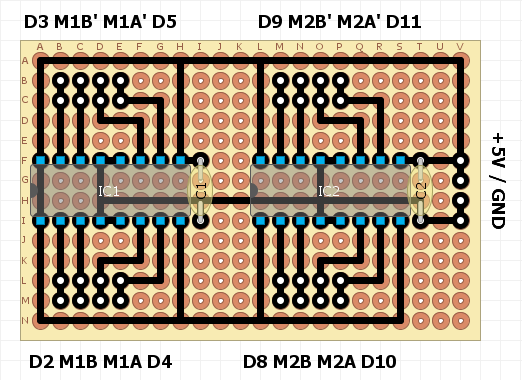 D3 M1B' M1A' D5
D9 M2B' M2A' D11
A B C D E F G H I J K L M N O P Q R S T U V
A
B
C
D
E
F
G
H
I
J
K
L
M
N
IC1
C1
IC2
C2
+5V / GND
D2 M1B M1A D4
D8 M2B M2A D10